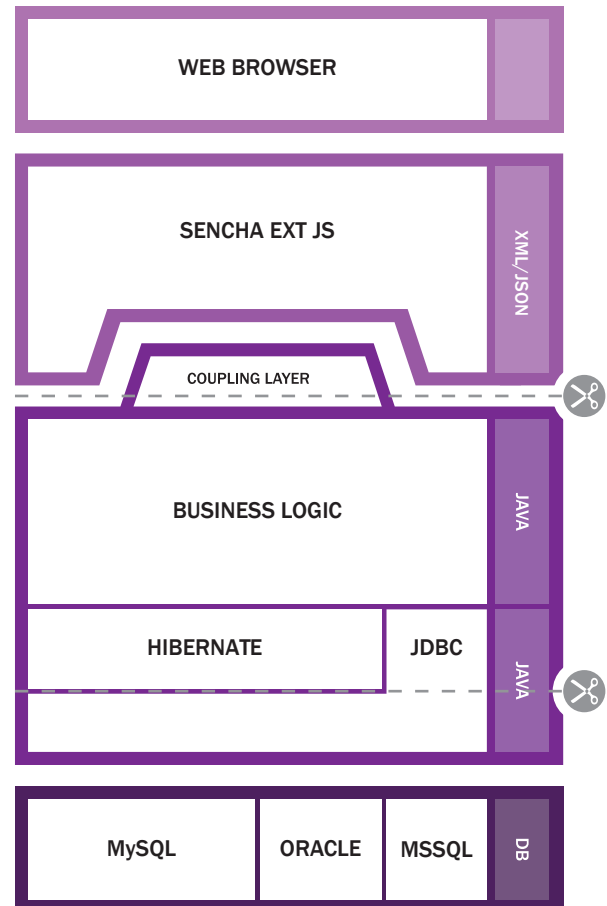 WEB BROWSER
SENCHA EXT JS
XML/JSON
COUPLING LAYER
BUSINESS LOGIC
JAVA
HIBERNATE
JDBC
JAVA
MySQL
ORACLE
MSSQL
DB